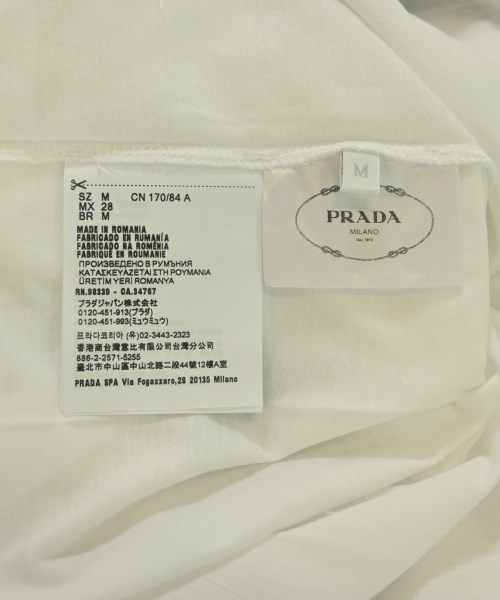 SZ M CN 170/84 A
MX 28
BR M
MADE IN ROMANIA
FABRICADO EN RUMANÍA
FABRICADO NA ROMÉNIA
FABRIQUÉ EN ROUMANIE
ПРОИЗВЕДЕНО В РУМЪНИЯ
ΚΑΤΑΣΚΕΥΑΖΕΤΑΙ ΣΤΗ ΡΟΥΜΑΝΙΑ
ÜRETİM YERİ ROMANYA
RN.98339 - CA.34767
プラダジャパン株式会社
0120-451-913(プラダ)
0120-451-993(ミュウミュウ)
프라다코리아 (유)02-3443-2323
香港商台灣意比有限公司台灣分公司
886-2-2571-5255
臺北市中山區中山北路二段44號12樓A室
PRADA SPA Via Fogazzaro,28 20135 Milano
M
PRADA
MILANO